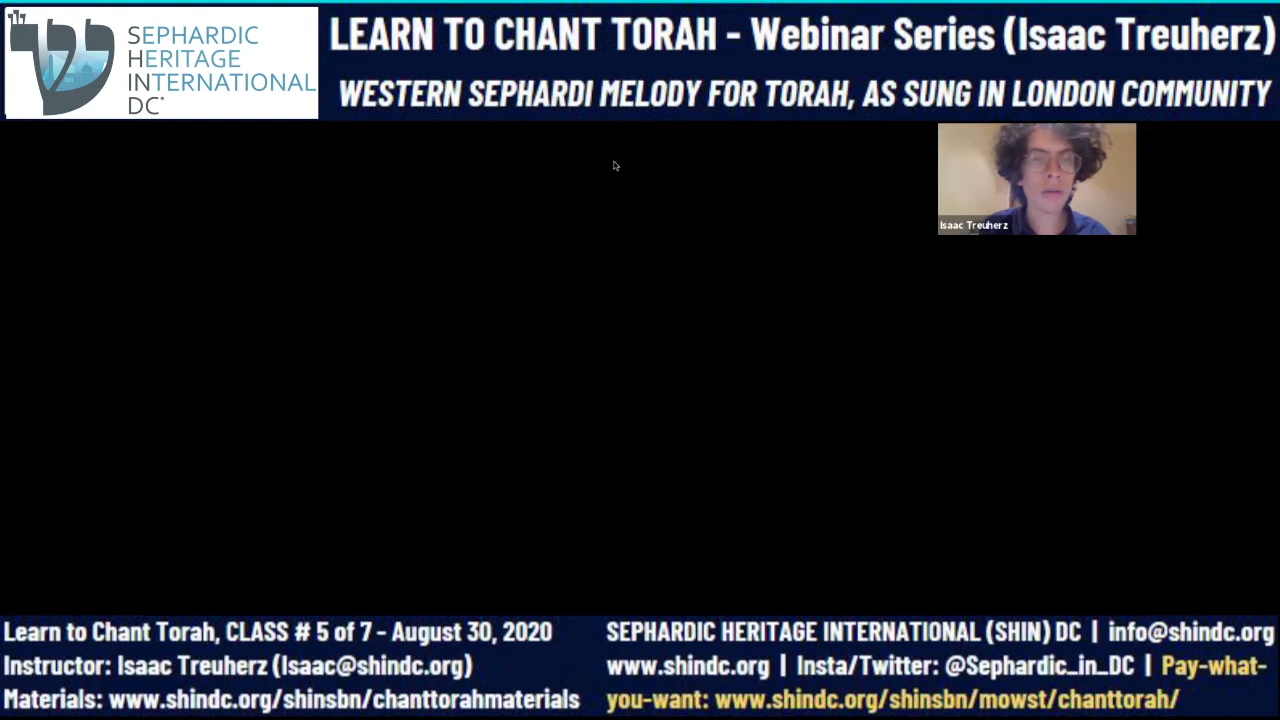 SEPHARDIC
HERITAGE
INTERNATIONAL
DC
LEARN TO CHANT TORAH - Webinar Series (Isaac Treuherz)
WESTERN SEPHARDI MELODY FOR TORAH, AS SUNG IN LONDON COMMUNITY
Isaac Treuherz
Learn to Chant Torah, CLASS # 5 of 7 - August 30, 2020
Instructor: Isaac Treuherz (Isaac@shindc.org)
Materials: www.shindc.org/shinsbn/chanttorahmaterials
SEPHARDIC HERITAGE INTERNATIONAL (SHIN) DC | info@shindc.org
www.shindc.org | Insta/Twitter: @Sephardic_in_DC | Pay-what-
you-want: www.shindc.org/shinsbn/mowst/chanttorah/